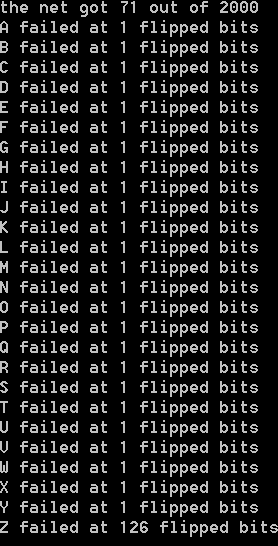 the net got 71 out of 2000
A failed at 1 flipped bits
B failed at 1 flipped bits
C failed at 1 flipped bits
D failed at 1 flipped bits
E failed at 1 flipped bits
F failed at 1 flipped bits
G failed at 1 flipped bits
H failed at 1 flipped bits
I failed at 1 flipped bits
J failed at 1 flipped bits
K failed at 1 flipped bits
L failed at 1 flipped bits
M failed at 1 flipped bits
N failed at 1 flipped bits
O failed at 1 flipped bits
P failed at 1 flipped bits
Q failed at 1 flipped bits
R failed at 1 flipped bits
S failed at 1 flipped bits
T failed at 1 flipped bits
U failed at 1 flipped bits
V failed at 1 flipped bits
W failed at 1 flipped bits
X failed at 1 flipped bits
Y failed at 1 flipped bits
Z failed at 126 flipped bits